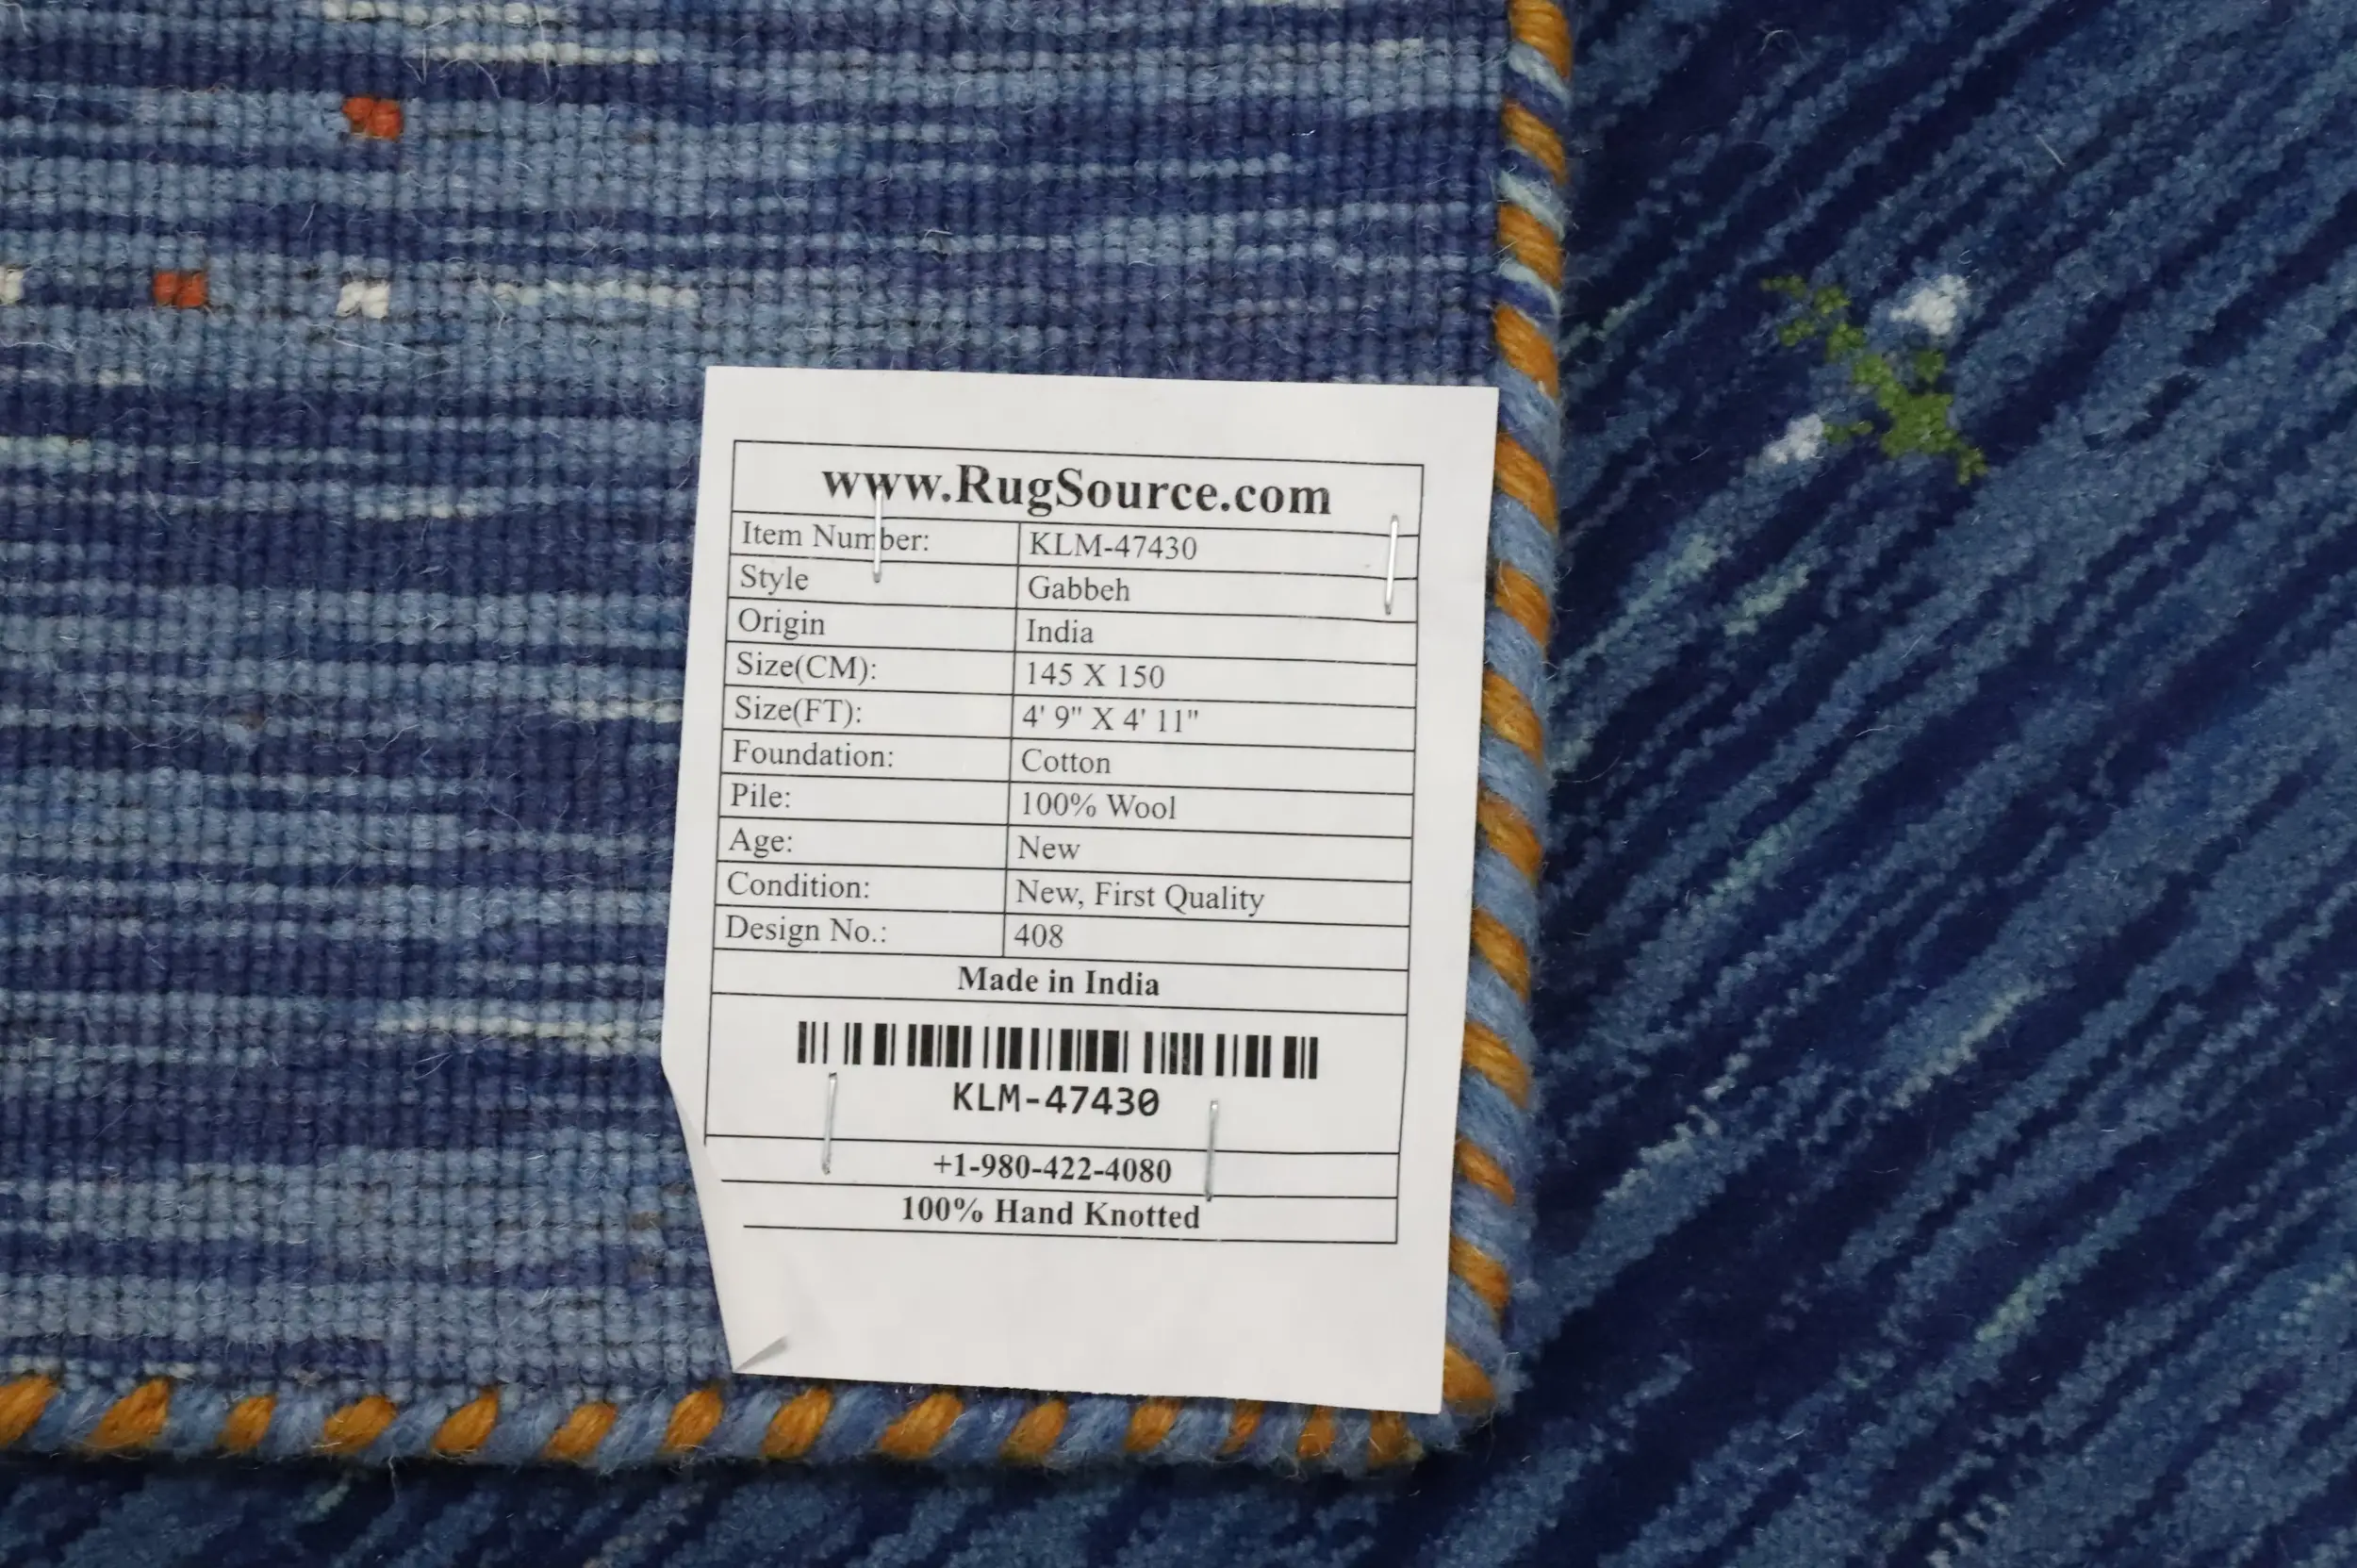 www.RugSource.com
Item Number: KLM-47430
Style Gabbeh
Origin India
Size(CM): 145 X 150
Size(FT): 4' 9" X 4' 11"
Foundation: Cotton
Pile: 100% Wool
Age: New
Condition: New, First Quality
Design No.: 408
Made in India
KLM-47430
+1-980-422-4080
100% Hand Knotted